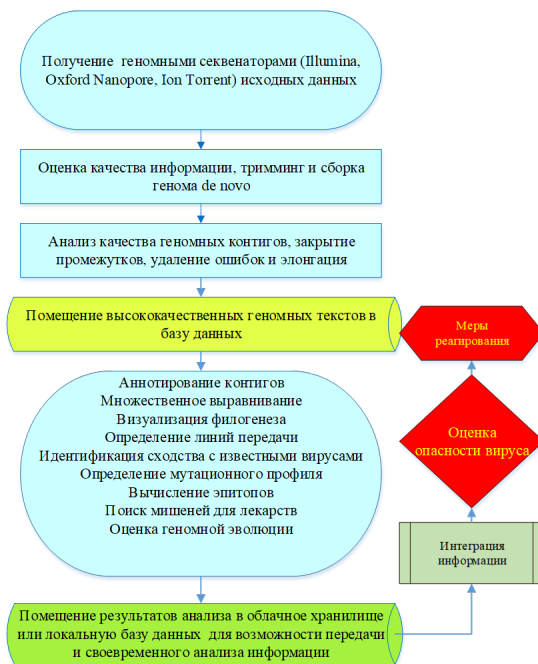 Получение геномными секвенаторами (Illumina,
Oxford Nanopore, Ion Torrent) исходных данных
Оценка качества информации, тримминг и сборка
генома de novo
Анализ качества геномных контигов, закрытие
промежутков, удаление ошибок и элонгация
Помещение высококачественных геномных текстов в
базу данных
Аннотирование контигов
Множественное выравнивание
Визуализация филогенеза
Определение линий передачи
Идентификация сходства с известными вирусами
Определение мутационного профиля
Вычисление эпитопов
Поиск мишеней для лекарств
Оценка геномной эволюции
Помещение результатов анализа в облачное хранилище
или локальную базу данных для возможности передачи
и своевременного анализа информации
Интеграция
информации
Оценка
опасности вируса
Меры
реагирования